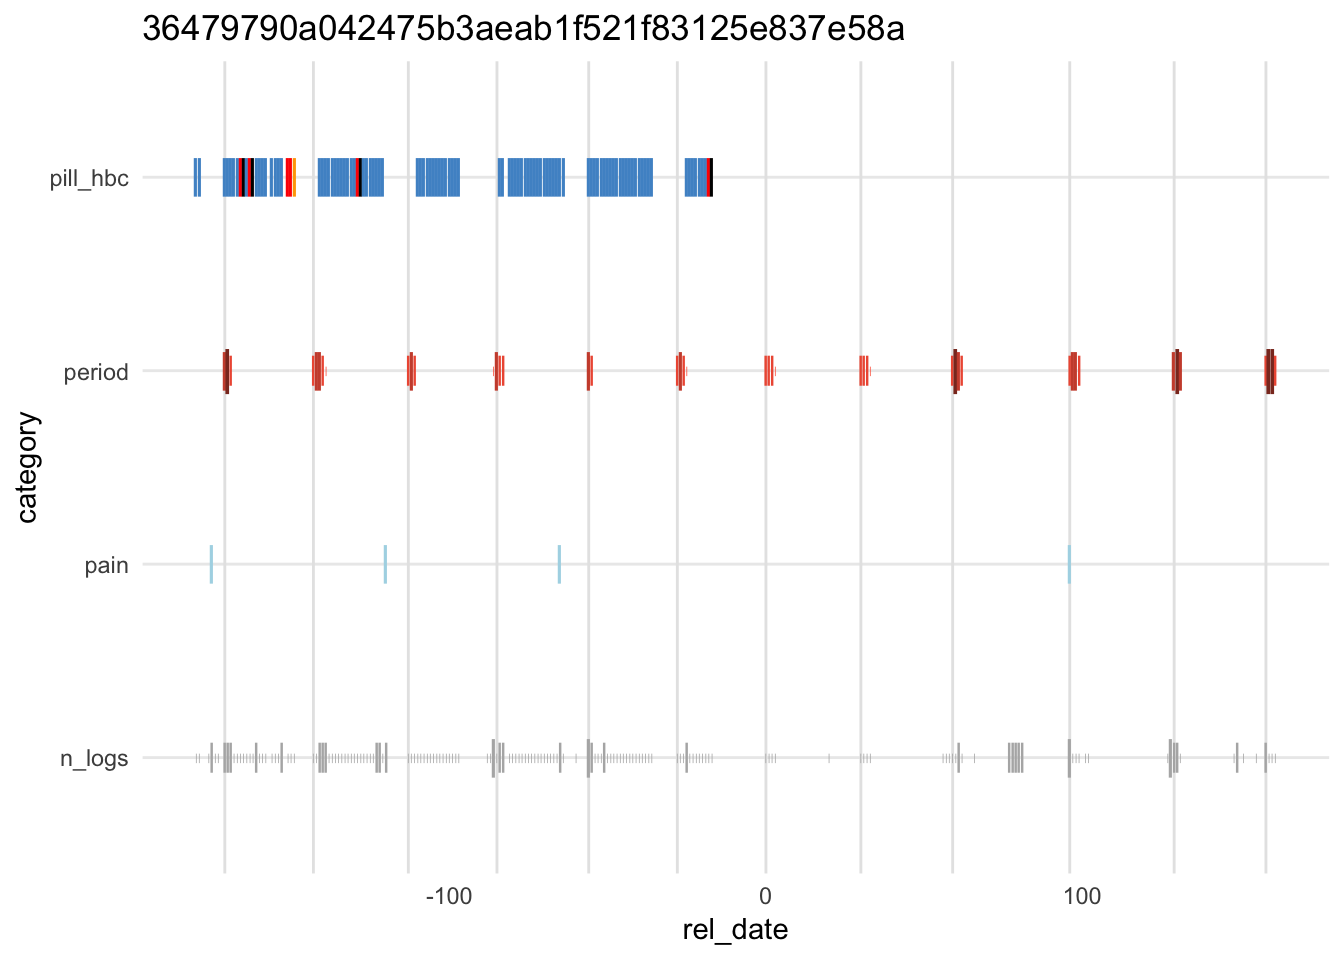 36479790a042475b3aeab1f521f83125e837e58a
pill_hbc
period
pain
n_logs
category
-100
0
100
rel_date